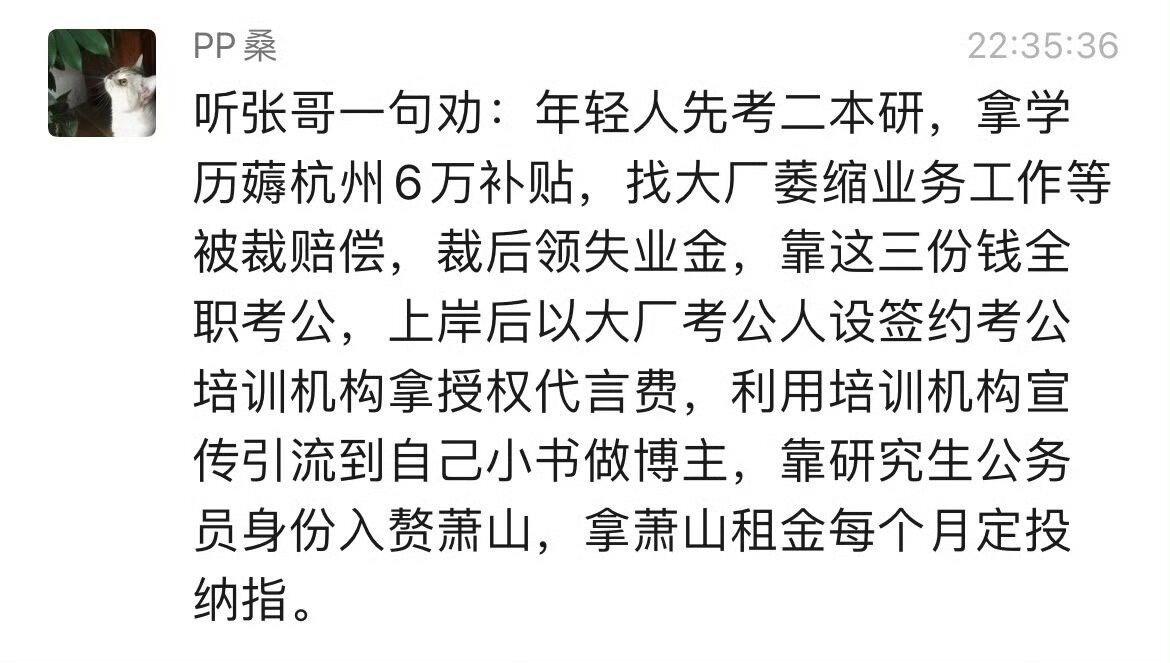 PP桑
22:35:36
听张哥一句劝：年轻人先考二本研，拿学
历薅杭州6万补贴，找大厂萎缩业务工作等
被裁赔偿，裁后领失业金，靠这三份钱全
职考公，上岸后以大厂考公人设签约考公
培训机构拿授权代言费，利用培训机构宣
传引流到自己小书做博主，靠研究生公务
员身份入赘萧山，拿萧山租金每个月定投
纳指。